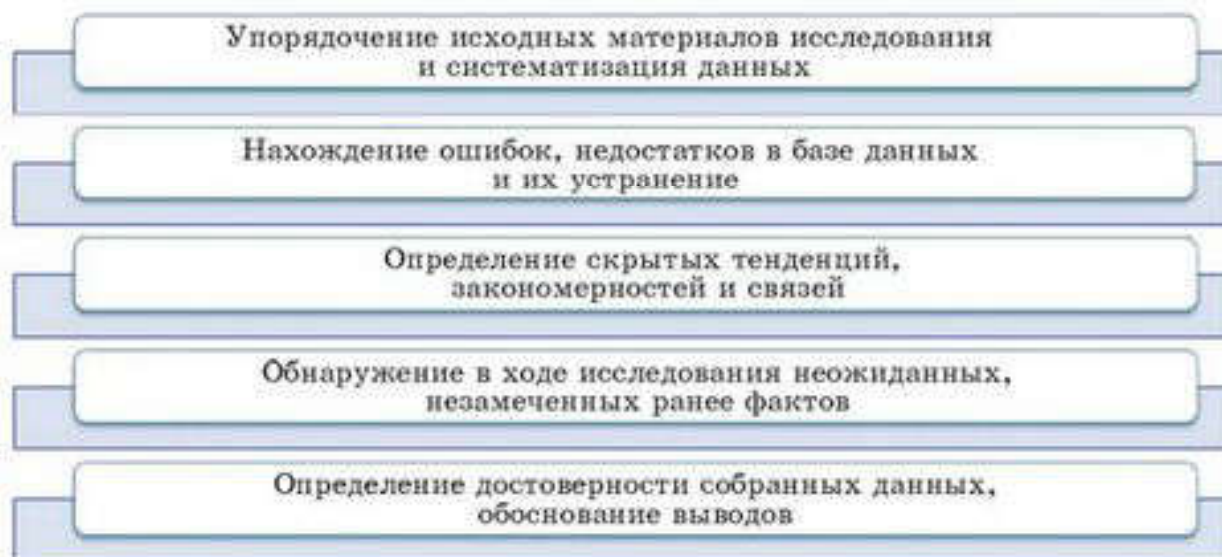 Упорядочение исходных материалов исследования
и систематизация данных
Нахождение ошибок, недостатков в базе данных
и их устранение
Определение скрытых тенденций,
закономерностей и связей
Обнаружение в ходе исследования неожиданных,
незамеченных ранее фактов
Определение достоверности собранных данных,
обоснование выводов